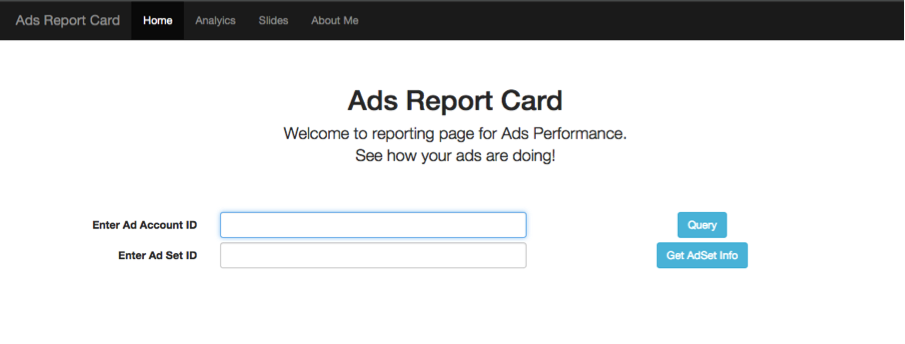 Ads Report Card Home Analyics Slides About Me
Ads Report Card
Welcome to reporting page for Ads Performance.
See how your ads are doing!
Enter Ad Account ID Query
Enter Ad Set ID Get AdSet Info